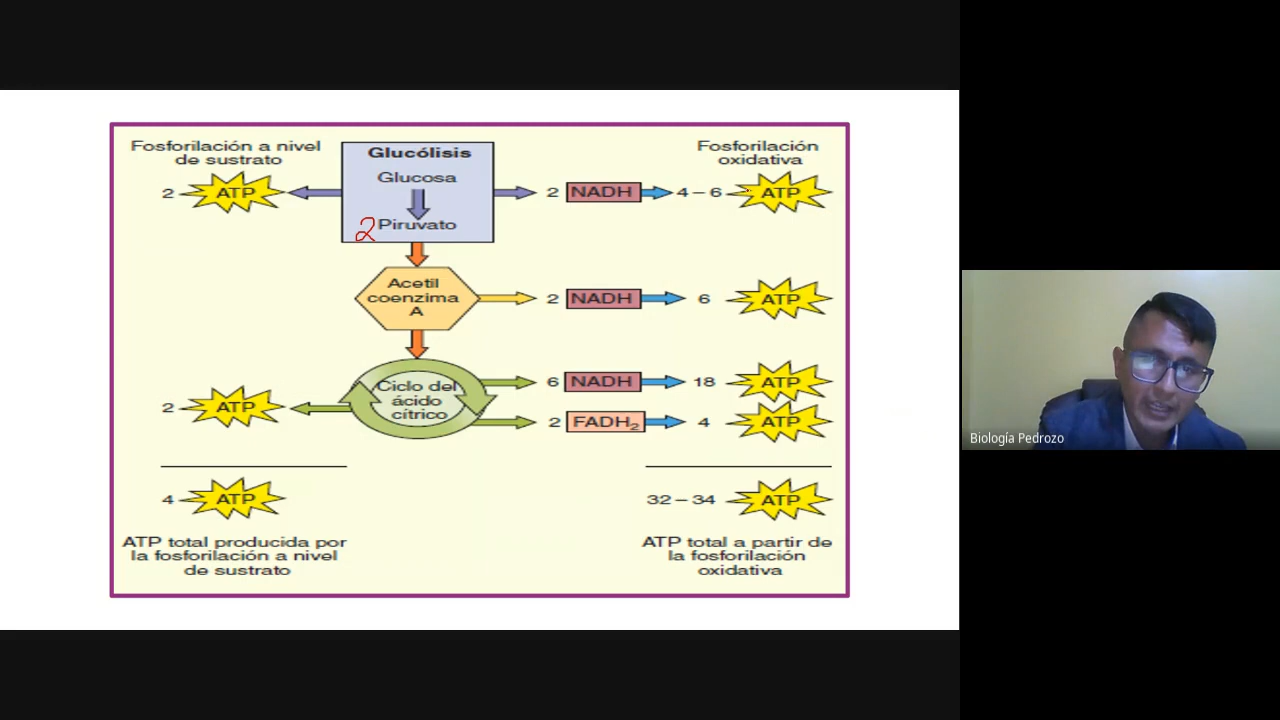 Fosforilación a nivel
de sustrato
2 ATP
Glucólisis
Glucosa
2 Piruvato
Fosforilación
oxidativa
2 NADH 4 – 6 ATP
Acetil
coenzima
A
2 NADH 6 ATP
Ciclo del
ácido
cítrico
2 ATP
6 NADH 18 ATP
2 FADH₂ 4 ATP
4 ATP
ATP total producida por
la fosforilación a nivel
de sustrato
32 – 34 ATP
ATP total a partir de
la fosforilación
oxidativa
Biología Pedrozo